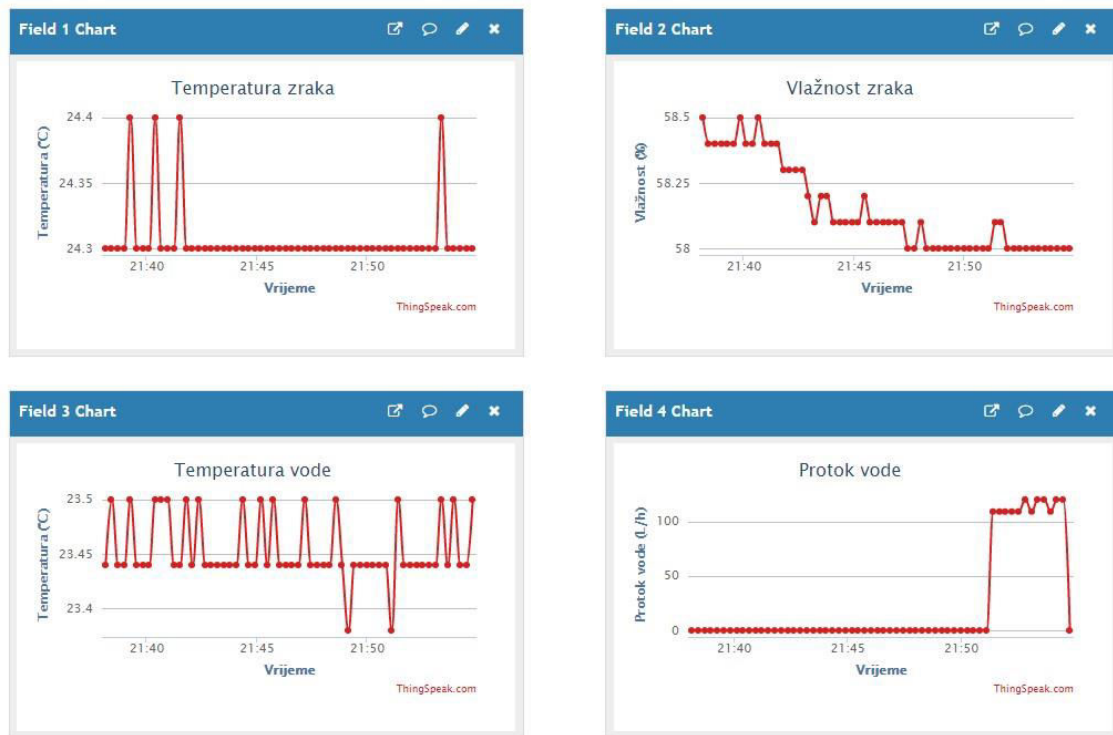 Field 1 Chart
Temperatura zraka
Temperatura (°C)
24.4
24.35
24.3
21:40 21:45 21:50
Vrijeme
ThingSpeak.com
Field 2 Chart
Vlažnost zraka
Vlažnost (%)
58.5
58.25
58
21:40 21:45 21:50
Vrijeme
ThingSpeak.com
Field 3 Chart
Temperatura vode
Temperatura (°C)
23.5
23.45
23.4
21:40 21:45 21:50
Vrijeme
ThingSpeak.com
Field 4 Chart
Protok vode
Protok vode (L/h)
100
50
0
21:40 21:45 21:50
Vrijeme
ThingSpeak.com